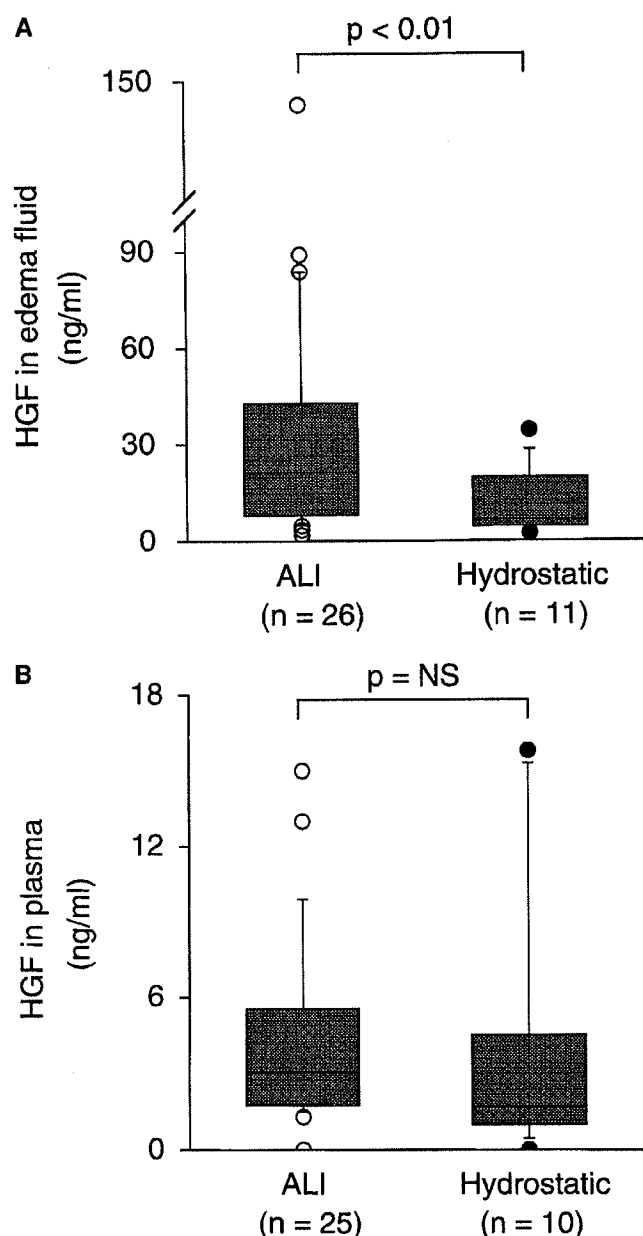 A
p < 0.01
150
90
60
30
0
HGF in edema fluid
(ng/ml)
ALI
Hydrostatic
(n = 26)
(n = 11)
B
p = NS
18
12
6
0
HGF in plasma
(ng/ml)
ALI
Hydrostatic
(n = 25)
(n = 10)